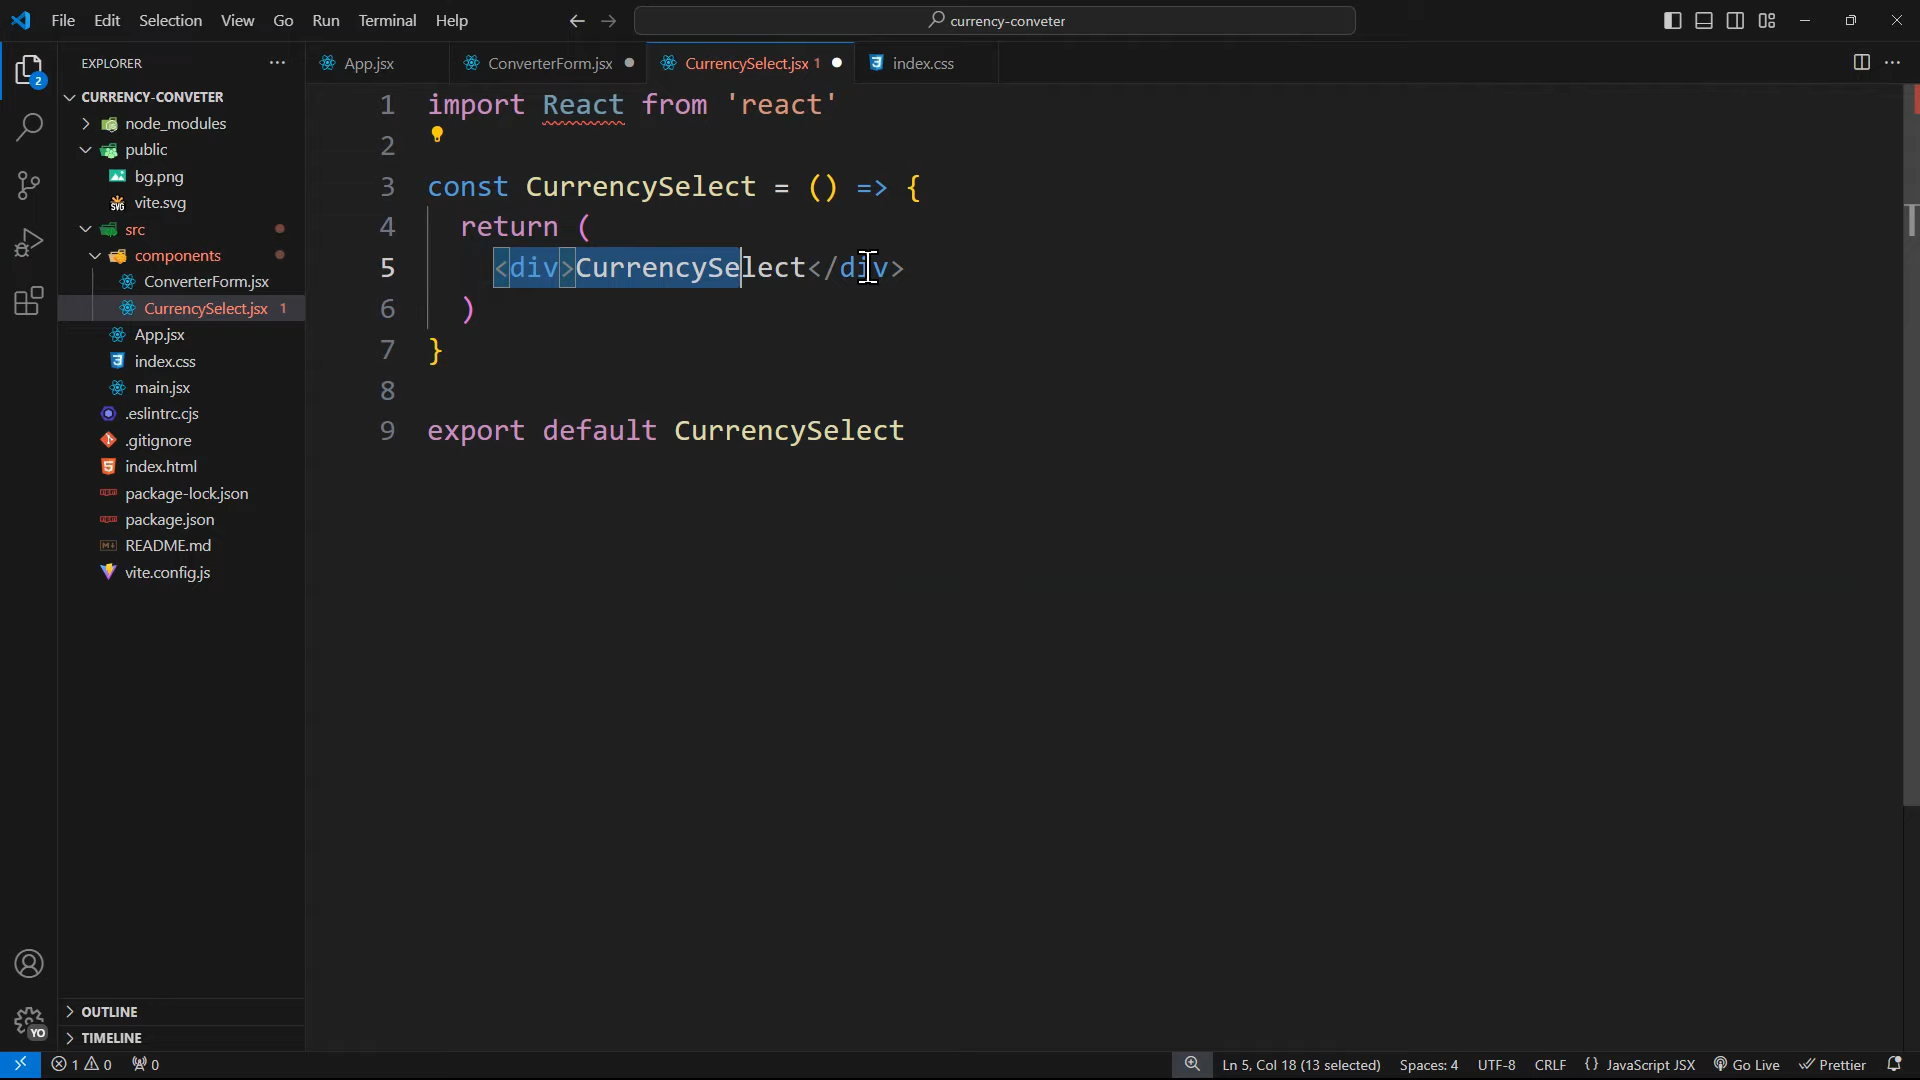 File Edit Selection View Go Run Terminal Help
currency-conveter
EXPLORER
App.jsx
ConverterForm.jsx
CurrencySelect.jsx 1
index.css
CURRENCY-CONVETER
node_modules
public
bg.png
vite.svg
src
components
ConverterForm.jsx
CurrencySelect.jsx 1
App.jsx
index.css
main.jsx
.eslintrc.cjs
.gitignore
index.html
package-lock.json
package.json
README.md
vite.config.js
OUTLINE
TIMELINE
2
YO
1 import React from 'react'
2
3 const CurrencySelect = () => {
4 return (
5 <div>CurrencySelect</div>
6 )
7 }
8
9 export default CurrencySelect
1 0 0
Ln 5, Col 18 (13 selected) Spaces: 4 UTF-8 CRLF {} JavaScript JSX Go Live Prettier